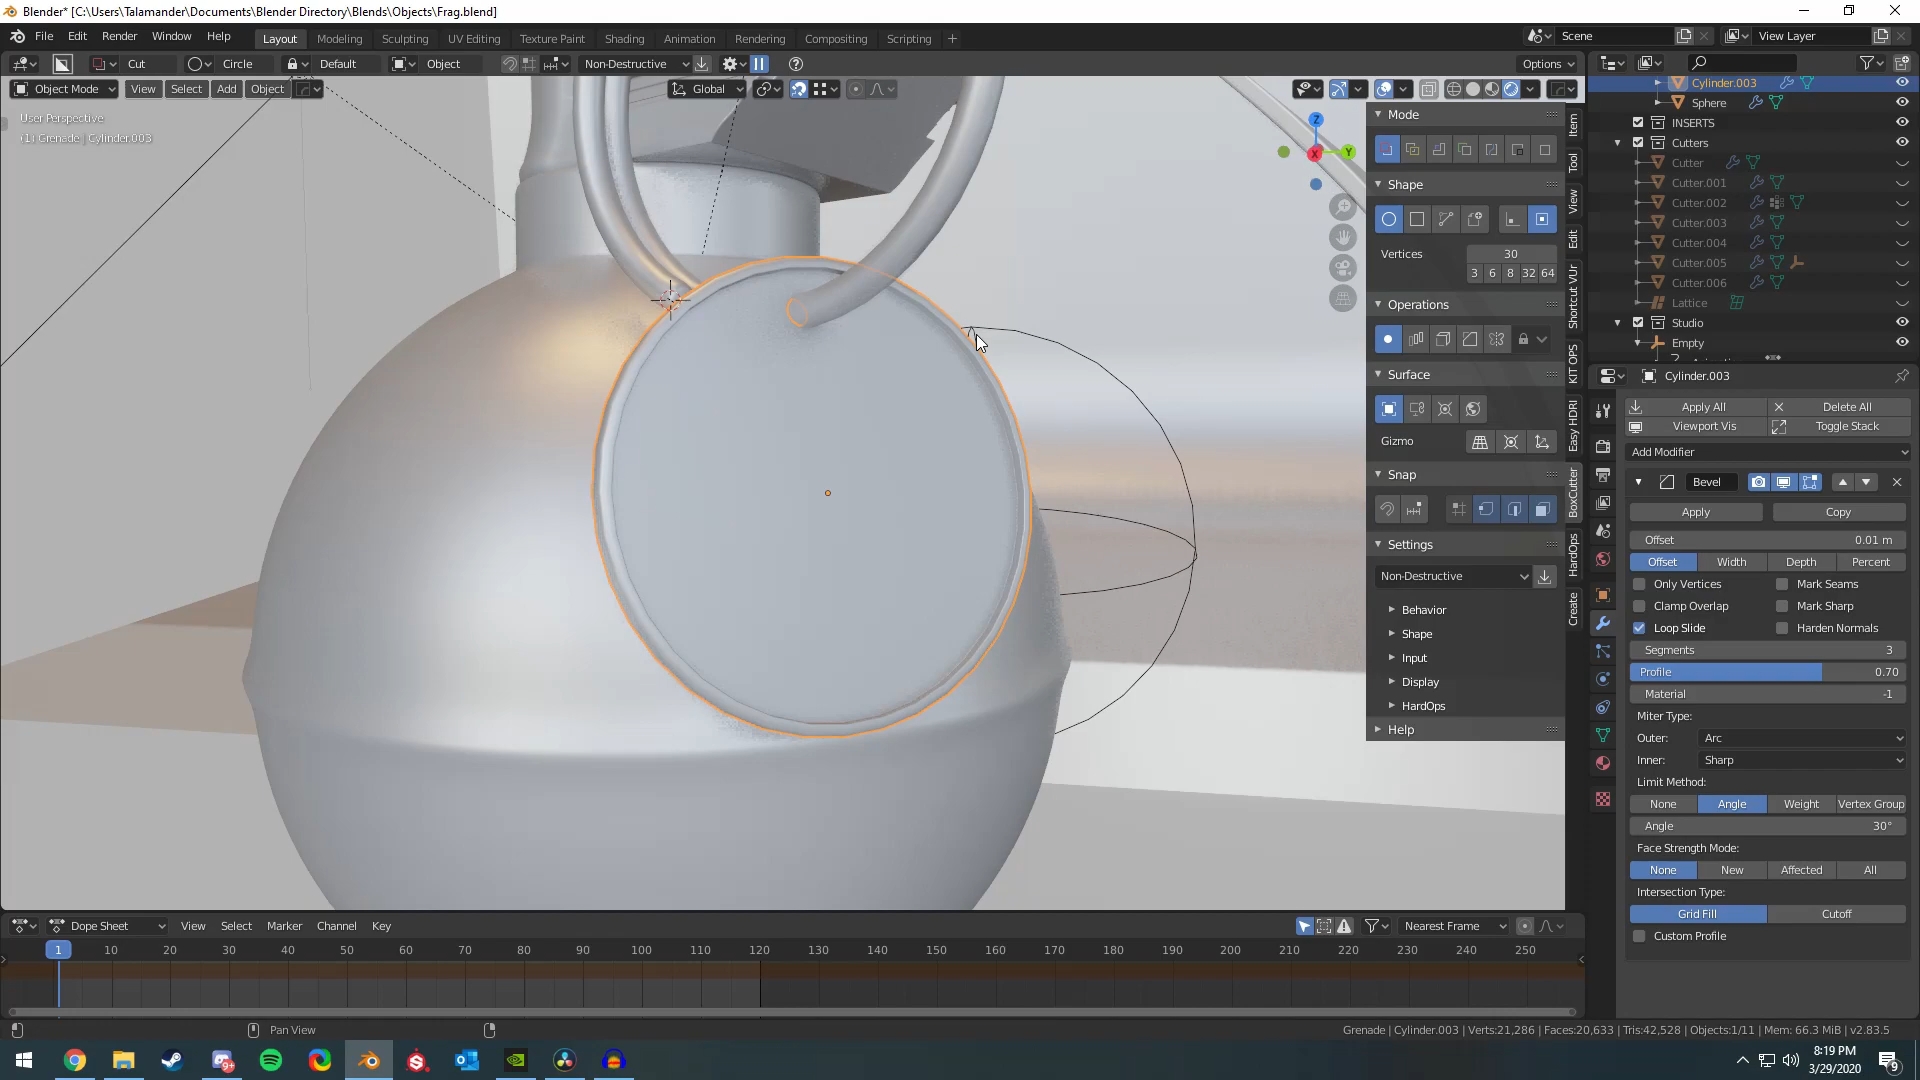 Blender* [C:\Users\Talamander\Documents\Blender Directory\Blends\Objects\Frag.blend]
File Edit Render Window Help
Layout Modeling Sculpting UV Editing Texture Paint Shading Animation Rendering Compositing Scripting +
Scene View Layer
Cut Circle Default Object Non-Destructive Options
Object Mode View Select Add Object Global
User Perspective
(1) Grenade | Cylinder.003
Z
Y
X
Mode
Shape
Vertices 30
3 6 8 32 64
Operations
Surface
Gizmo
Snap
Settings
Non-Destructive
Behavior
Shape
Input
Display
HardOps
Help
Item
Tool
View
Edit
Shortcut VUr
KIT OPS
Easy HDRI
BoxCutter
HardOps
Create
Cylinder.003
Sphere
INSERTS
Cutters
Cutter
Cutter.001
Cutter.002
Cutter.003
Cutter.004
Cutter.005
Cutter.006
Lattice
Studio
Empty
Cylinder.003
Apply All Delete All
Viewport Vis Toggle Stack
Add Modifier
Bevel
Apply Copy
Offset 0.01 m
Offset Width Depth Percent
Only Vertices Mark Seams
Clamp Overlap Mark Sharp
Loop Slide Harden Normals
Segments 3
Profile 0.70
Material -1
Miter Type:
Outer: Arc
Inner: Sharp
Limit Method:
None Angle Weight Vertex Group
Angle 30°
Face Strength Mode:
None New Affected All
Intersection Type:
Grid Fill Cutoff
Custom Profile
Dope Sheet View Select Marker Channel Key Nearest Frame
1 10 20 30 40 50 60 70 80 90 100 110 120 130 140 150 160 170 180 190 200 210 220 230 240 250
Pan View
Grenade | Cylinder.003 | Verts:21,286 | Faces:20,633 | Tris:42,528 | Objects:1/11 | Mem: 66.3 MiB | v2.83.5
9+
8:19 PM
3/29/2020
9